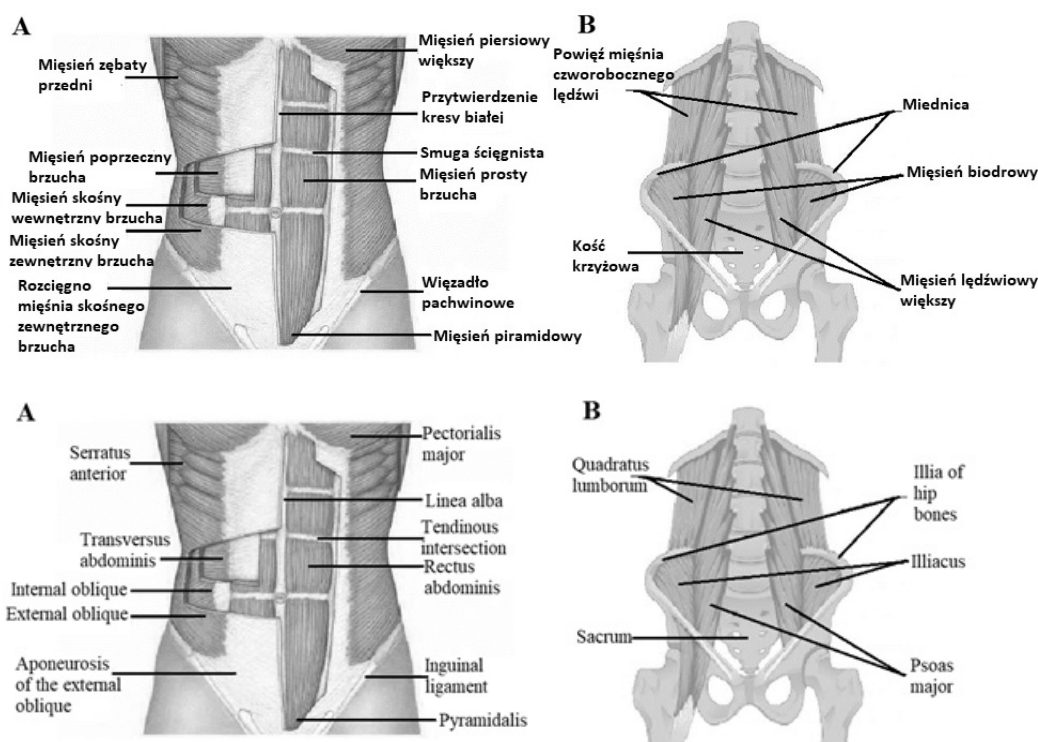 A
Mięsień zębaty
przedni
Mięsień poprzeczny
brzucha
Mięsień skośny
wewnętrzny brzucha
Mięsień skośny
zewnętrzny brzucha
Rozcięgno
mięśnia skośnego
zewnętrznego
brzucha
Mięsień piersiowy
większy
Przytwierdzenie
kresy białej
Smuga ścięgnista
Mięsień prosty
brzucha
Więzadło
pachwinowe
Mięsień piramidowy
B
Powięź mięśnia
czworobocznego
lędźwi
Kość
krzyżowa
Miednica
Mięsień biodrowy
Mięsień lędźwiowy
większy
A
Serratus
anterior
Transversus
abdominis
Internal oblique
External oblique
Aponeurosis
of the external
oblique
Pectorialis
major
Linea alba
Tendinous
intersection
Rectus
abdominis
Inguinal
ligament
Pyramidalis
B
Quadratus
lumborum
Sacrum
Illia of
hip
bones
Illiacus
Psoas
major